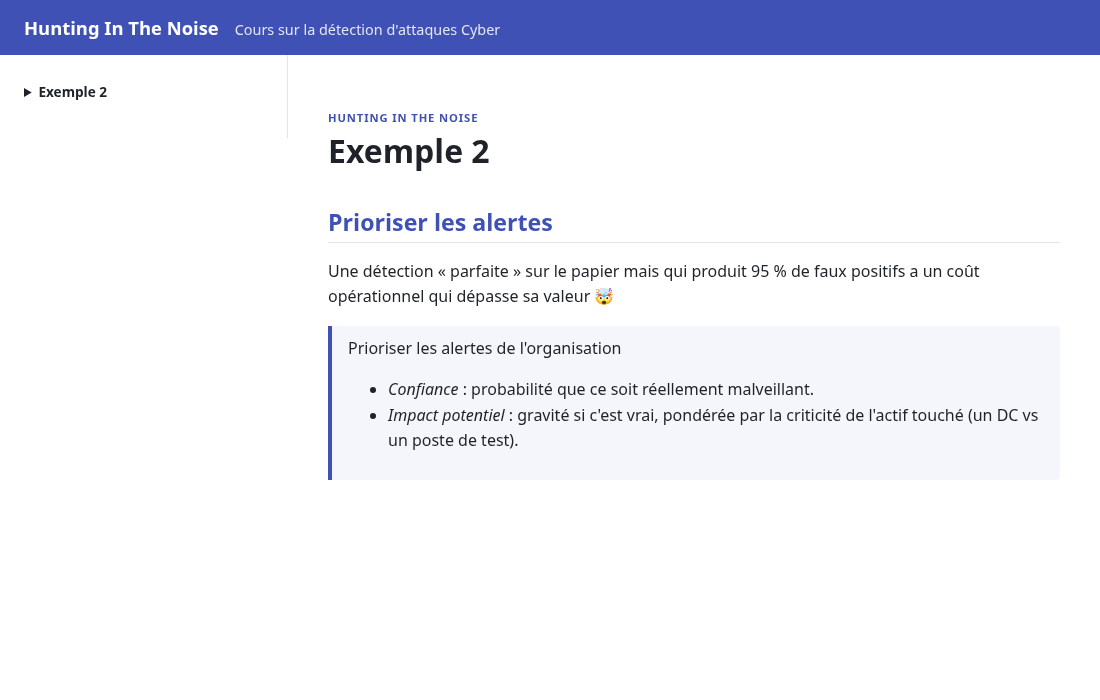 Hunting In The Noise Cours sur la détection d'attaques Cyber
▶ Exemple 2
HUNTING IN THE NOISE
Exemple 2
Prioriser les alertes
Une détection « parfaite » sur le papier mais qui produit 95 % de faux positifs a un coût
opérationnel qui dépasse sa valeur 🤯
Prioriser les alertes de l'organisation
• Confiance : probabilité que ce soit réellement malveillant.
• Impact potentiel : gravité si c'est vrai, pondérée par la criticité de l'actif touché (un DC vs
un poste de test).